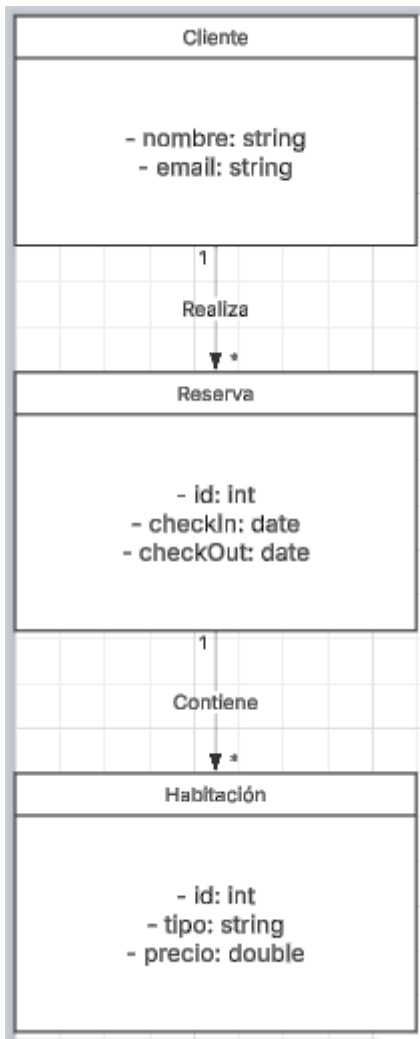 Cliente
- nombre: string
- email: string
1
Realiza
*
Reserva
- id: int
- checkIn: date
- checkOut: date
1
Contiene
*
Habitación
- id: int
- tipo: string
- precio: double